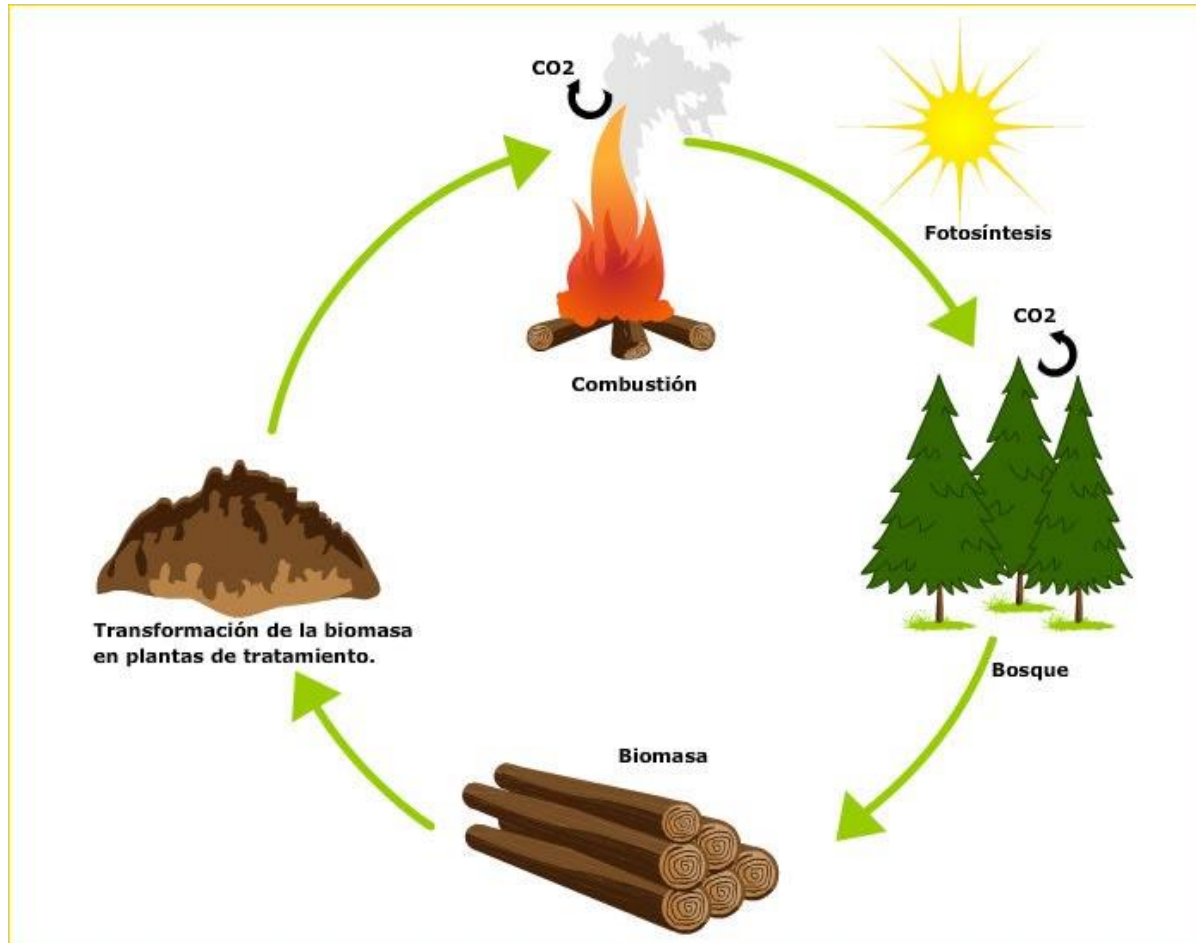 CO2
Fotosíntesis
CO2
Combustión
Transformación de la biomasa
en plantas de tratamiento.
Bosque
Biomasa